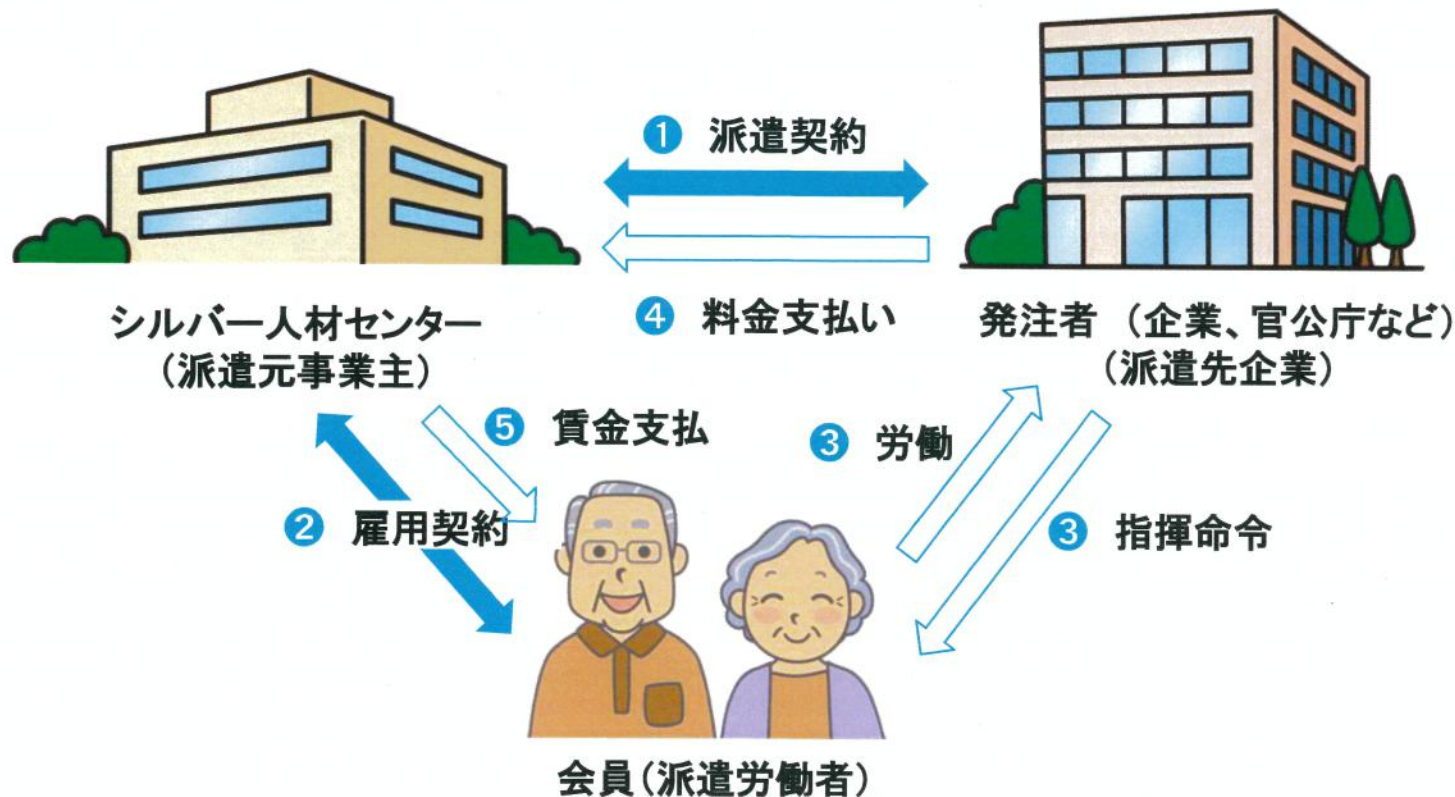 ❶ 派遣契約
❹ 料金支払い
シルバー人材センター
（派遣元事業主）
発注者 （企業、官公庁など）
（派遣先企業）
❺ 賃金支払
❸ 労働
❷ 雇用契約
❸ 指揮命令
会員（派遣労働者）